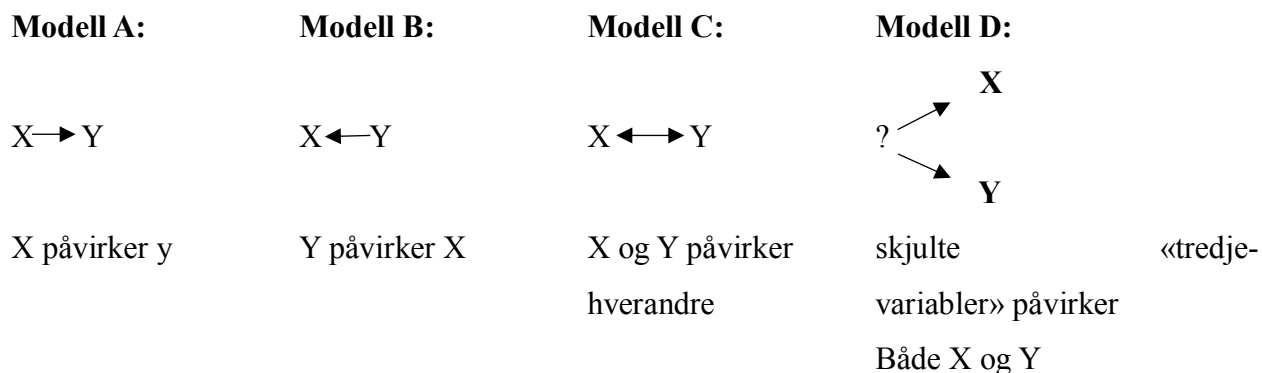 Modell A: Modell B: Modell C: Modell D:
X
X Y X Y X Y ?
Y
X påvirker y Y påvirker X X og Y påvirker skjulte «tredje-
hverandre variabler» påvirker
Både X og Y